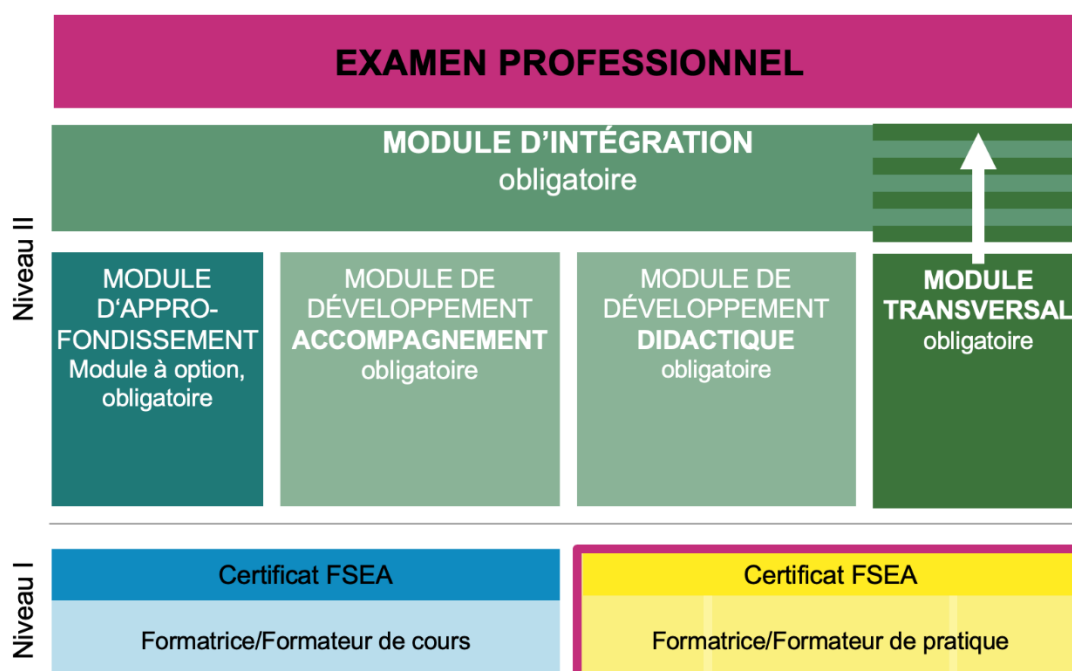 EXAMEN PROFESSIONNEL
MODULE D'INTÉGRATION
obligatoire
Niveau II
MODULE
D‘APPRO-
FONDISSEMENT
Module à option,
obligatoire
MODULE DE
DÉVELOPPEMENT
ACCOMPAGNEMENT
obligatoire
MODULE DE
DÉVELOPPEMENT
DIDACTIQUE
obligatoire
MODULE
TRANSVERSAL
obligatoire
Niveau I
Certificat FSEA
Formatrice/Formateur de cours
Certificat FSEA
Formatrice/Formateur de pratique